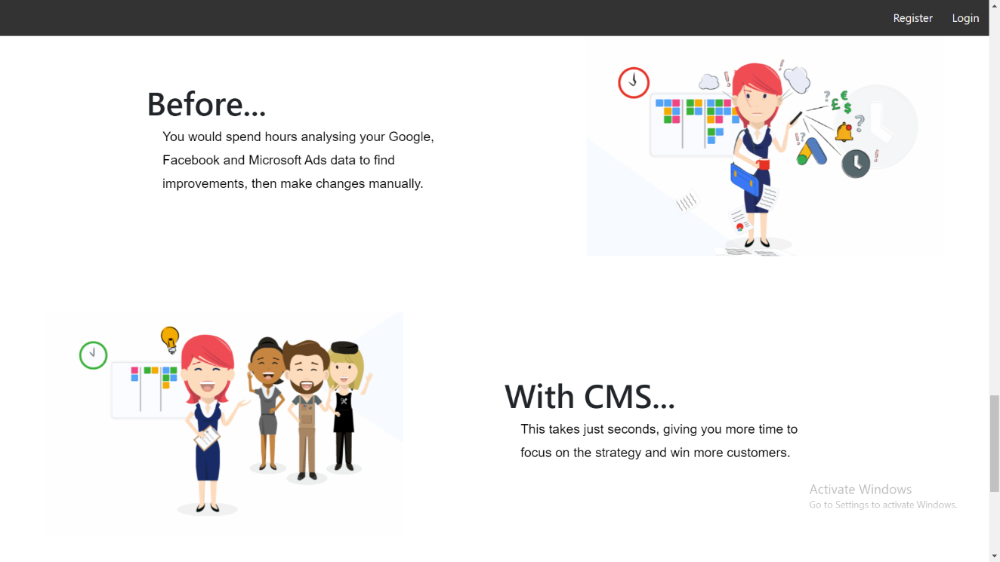 Register Login
Before...
You would spend hours analysing your Google,
Facebook and Microsoft Ads data to find
improvements, then make changes manually.
With CMS...
This takes just seconds, giving you more time to
focus on the strategy and win more customers.
Activate Windows
Go to Settings to activate Windows.